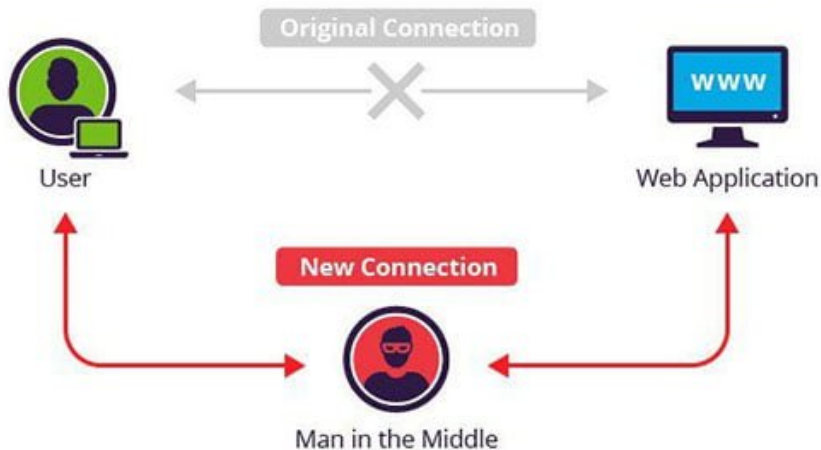 Original Connection
www
User
Web Application
New Connection
Man in the Middle